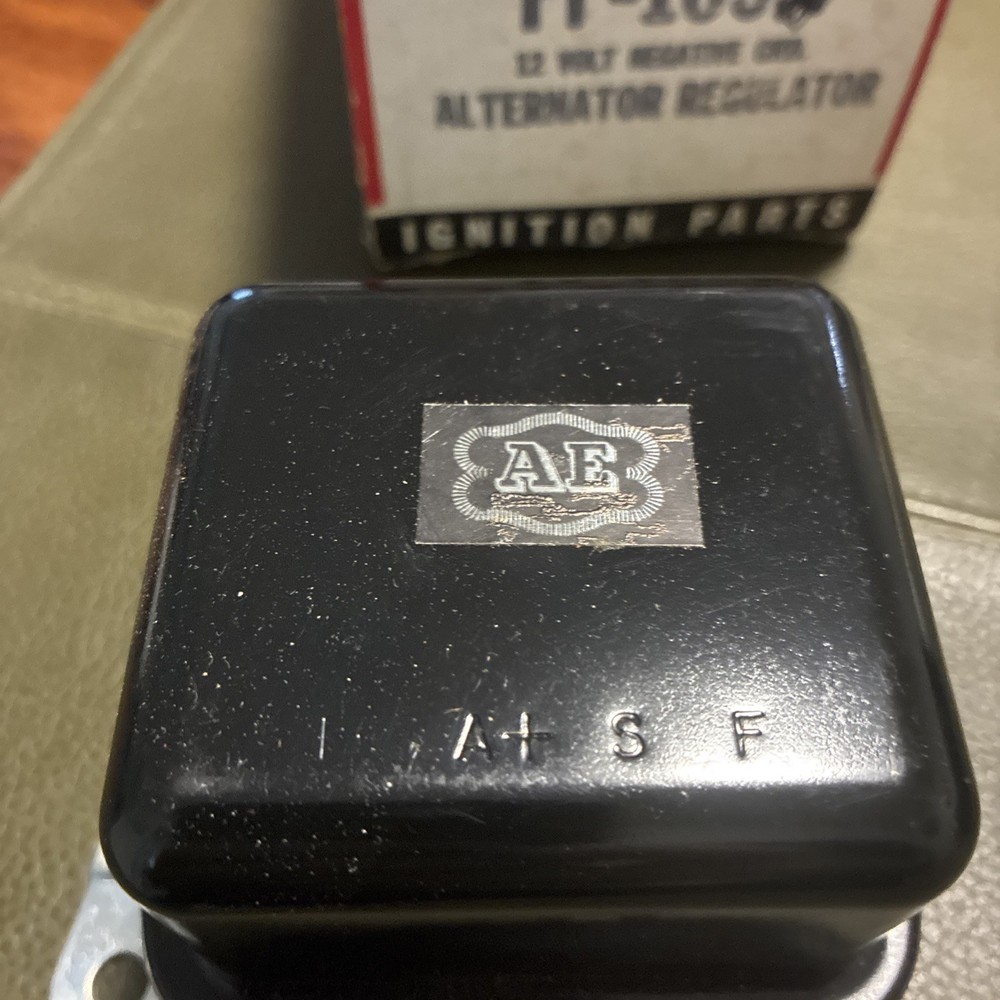 12 VOLT NEGATIVE GRD.
ALTERNATOR REGULATOR
IGNITION PARTS
AE
I A+ S F